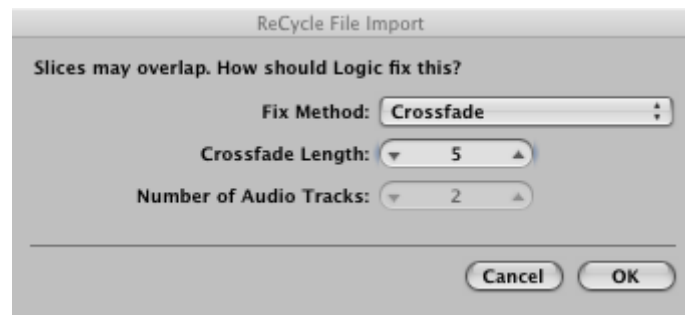 ReCycle File Import
Slices may overlap. How should Logic fix this?
Fix Method: Crossfade
Crossfade Length: 5
Number of Audio Tracks: 2
Cancel OK